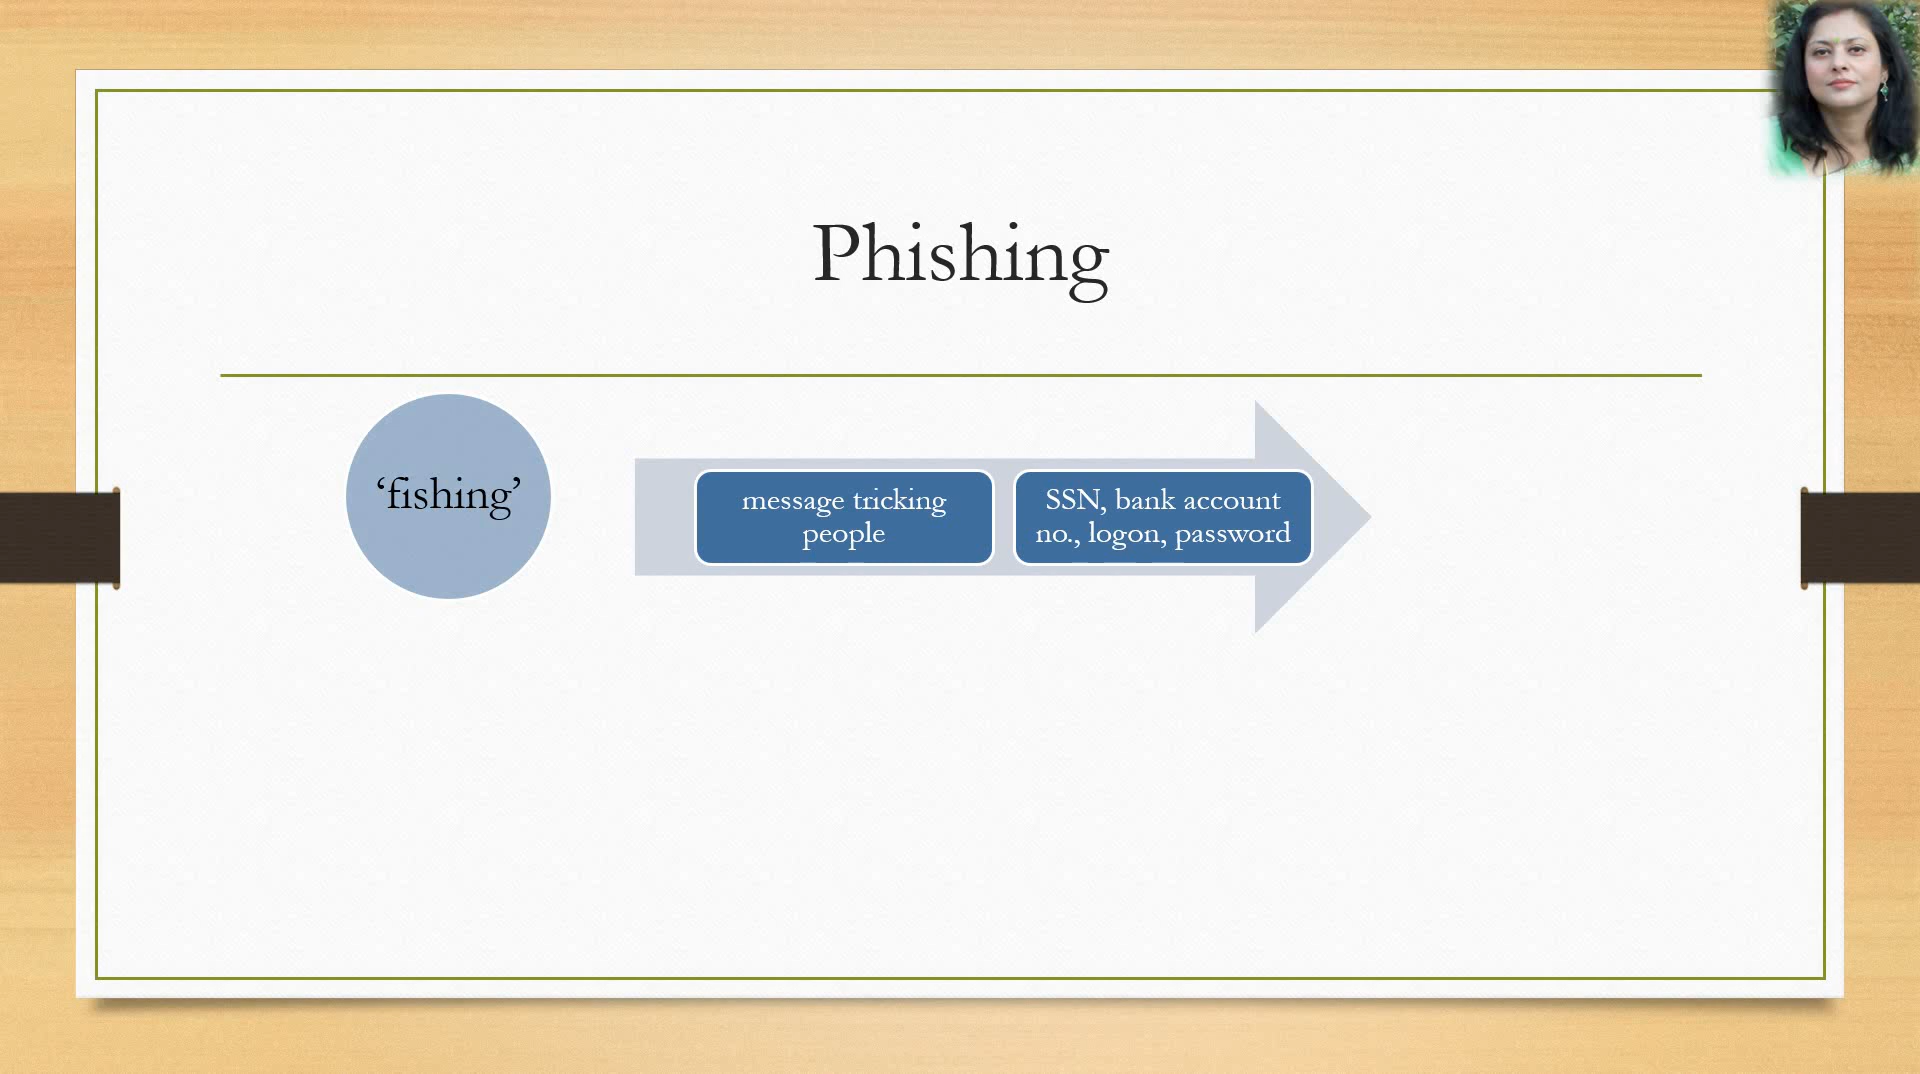 Phishing
‘fishing’
message tricking
people
SSN, bank account
no., logon, password